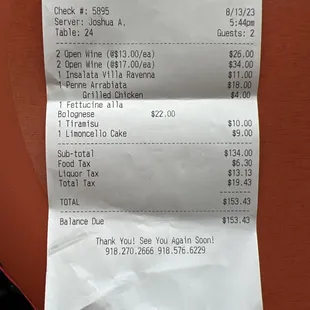 Check #: 5895 8/13/23
Server: Joshua A. 5:44pm
Table: 24 Guests: 2
2 Open Wine (@$13.00/ea) $26.00
2 Open Wine (@$17.00/ea) $34.00
1 Insalata Villa Ravenna $11.00
1 Penne Arrabiata $18.00
Grilled Chicken $4.00
1 Fettucine alla
Bolognese $22.00
1 Tiramisu $10.00
1 Limoncello Cake $9.00
Sub-total $134.00
Food Tax $6.30
Liquor Tax $13.13
Total Tax $19.43
TOTAL $153.43
Balance Due $153.43
Thank You! See You Again Soon!
918.270.2666 918.576.6229